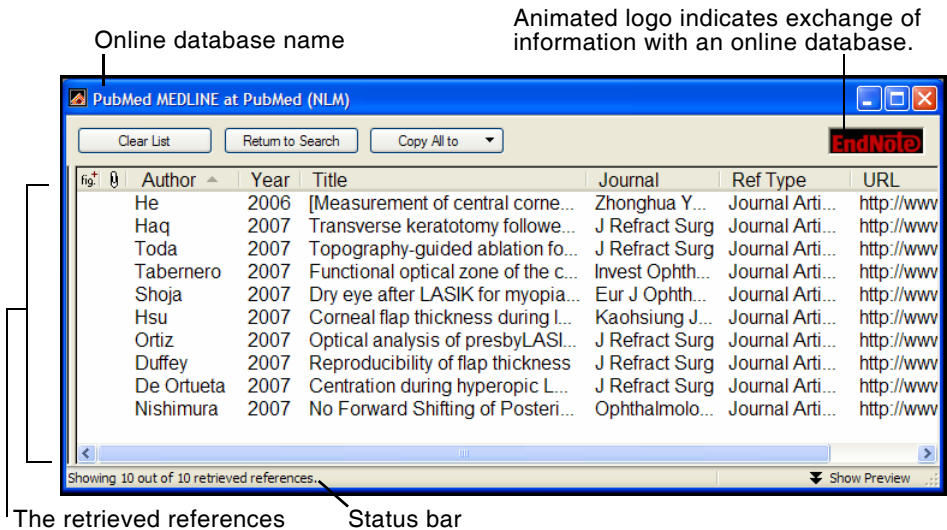 Online database name
Animated logo indicates exchange of
information with an online database.
PubMed MEDLINE at PubMed (NLM)
Clear List Return to Search Copy All to EndNote
fig. Author Year Title Journal Ref Type URL
He 2006 [Measurement of central corne... Zhonghua Y... Journal Arti... http://www
Haq 2007 Transverse keratotomy followe... J Refract Surg Journal Arti... http://www
Toda 2007 Topography-guided ablation fo... J Refract Surg Journal Arti... http://www
Tabernero 2007 Functional optical zone of the c... Invest Ophth... Journal Arti... http://www
Shoja 2007 Dry eye after LASIK for myopia... Eur J Ophth... Journal Arti... http://www
Hsu 2007 Corneal flap thickness during l... Kaohsiung J... Journal Arti... http://www
Ortiz 2007 Optical analysis of presbyLASI... J Refract Surg Journal Arti... http://www
Duffey 2007 Reproducibility of flap thickness J Refract Surg Journal Arti... http://www
De Ortueta 2007 Centration during hyperopic L... J Refract Surg Journal Arti... http://www
Nishimura 2007 No Forward Shifting of Posteri... Ophthalmolo... Journal Arti... http://www
Showing 10 out of 10 retrieved references. Show Preview
The retrieved references Status bar